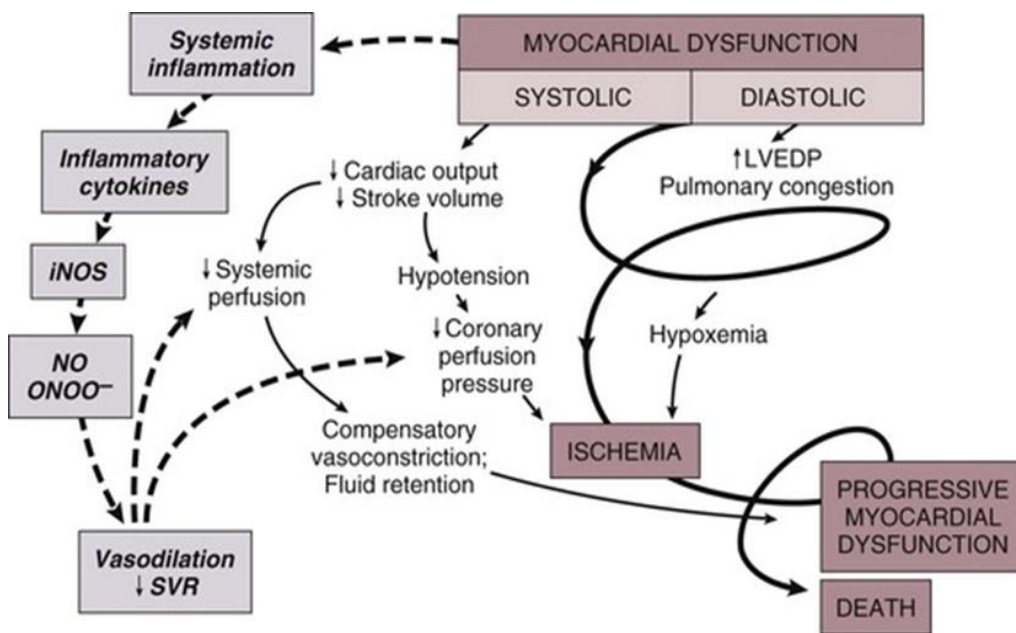 Systemic
inflammation
MYOCARDIAL DYSFUNCTION
SYSTOLIC
DIASTOLIC
Inflammatory
cytokines
↓ Cardiac output
↓ Stroke volume
↑LVEDP
Pulmonary congestion
iNOS
↓ Systemic
perfusion
Hypotension
NO
ONOO⁻
↓ Coronary
perfusion
pressure
Hypoxemia
Compensatory
vasoconstriction;
Fluid retention
ISCHEMIA
PROGRESSIVE
MYOCARDIAL
DYSFUNCTION
Vasodilation
↓ SVR
DEATH